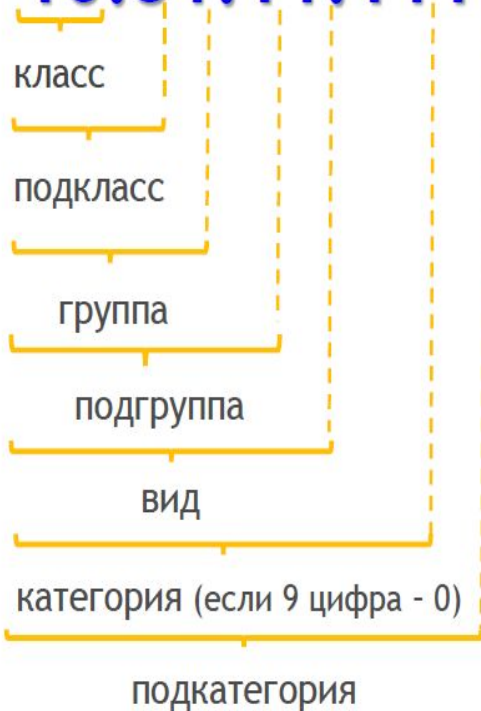 класс
подкласс
группа
подгруппа
вид
категория (если 9 цифра - 0)
подкатегория